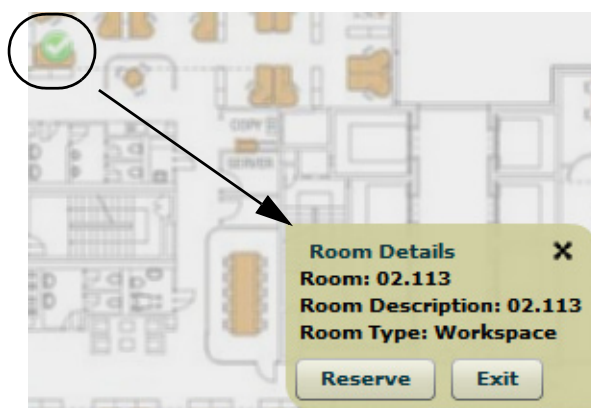 COPY
SERVER
Room Details
Room: 02.113
Room Description: 02.113
Room Type: Workspace
Reserve
Exit